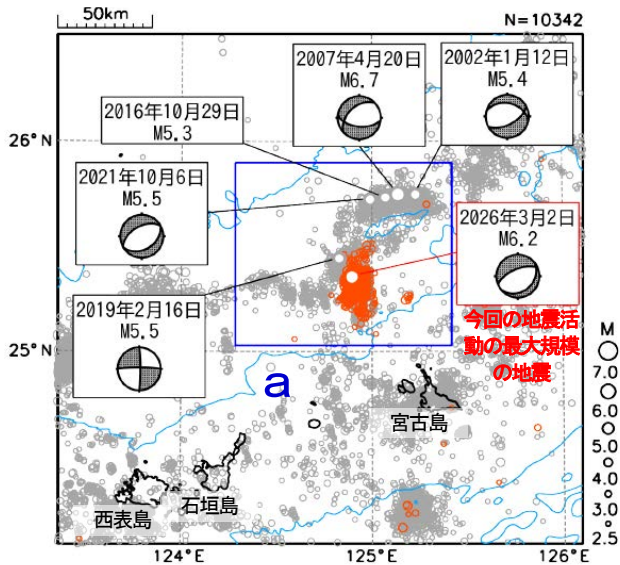 50km
N=10342
2007年4月20日
M6.7
2002年1月12日
M5.4
2016年10月29日
M5.3
26°N
2021年10月6日
M5.5
2026年3月2日
M6.2
2019年2月16日
M5.5
今回の地震活
動の最大規模
の地震
25°N
a
宮古島
石垣島
西表島
M
7.0
6.0
5.0
4.0
3.0
2.5
124°E
125°E
126°E